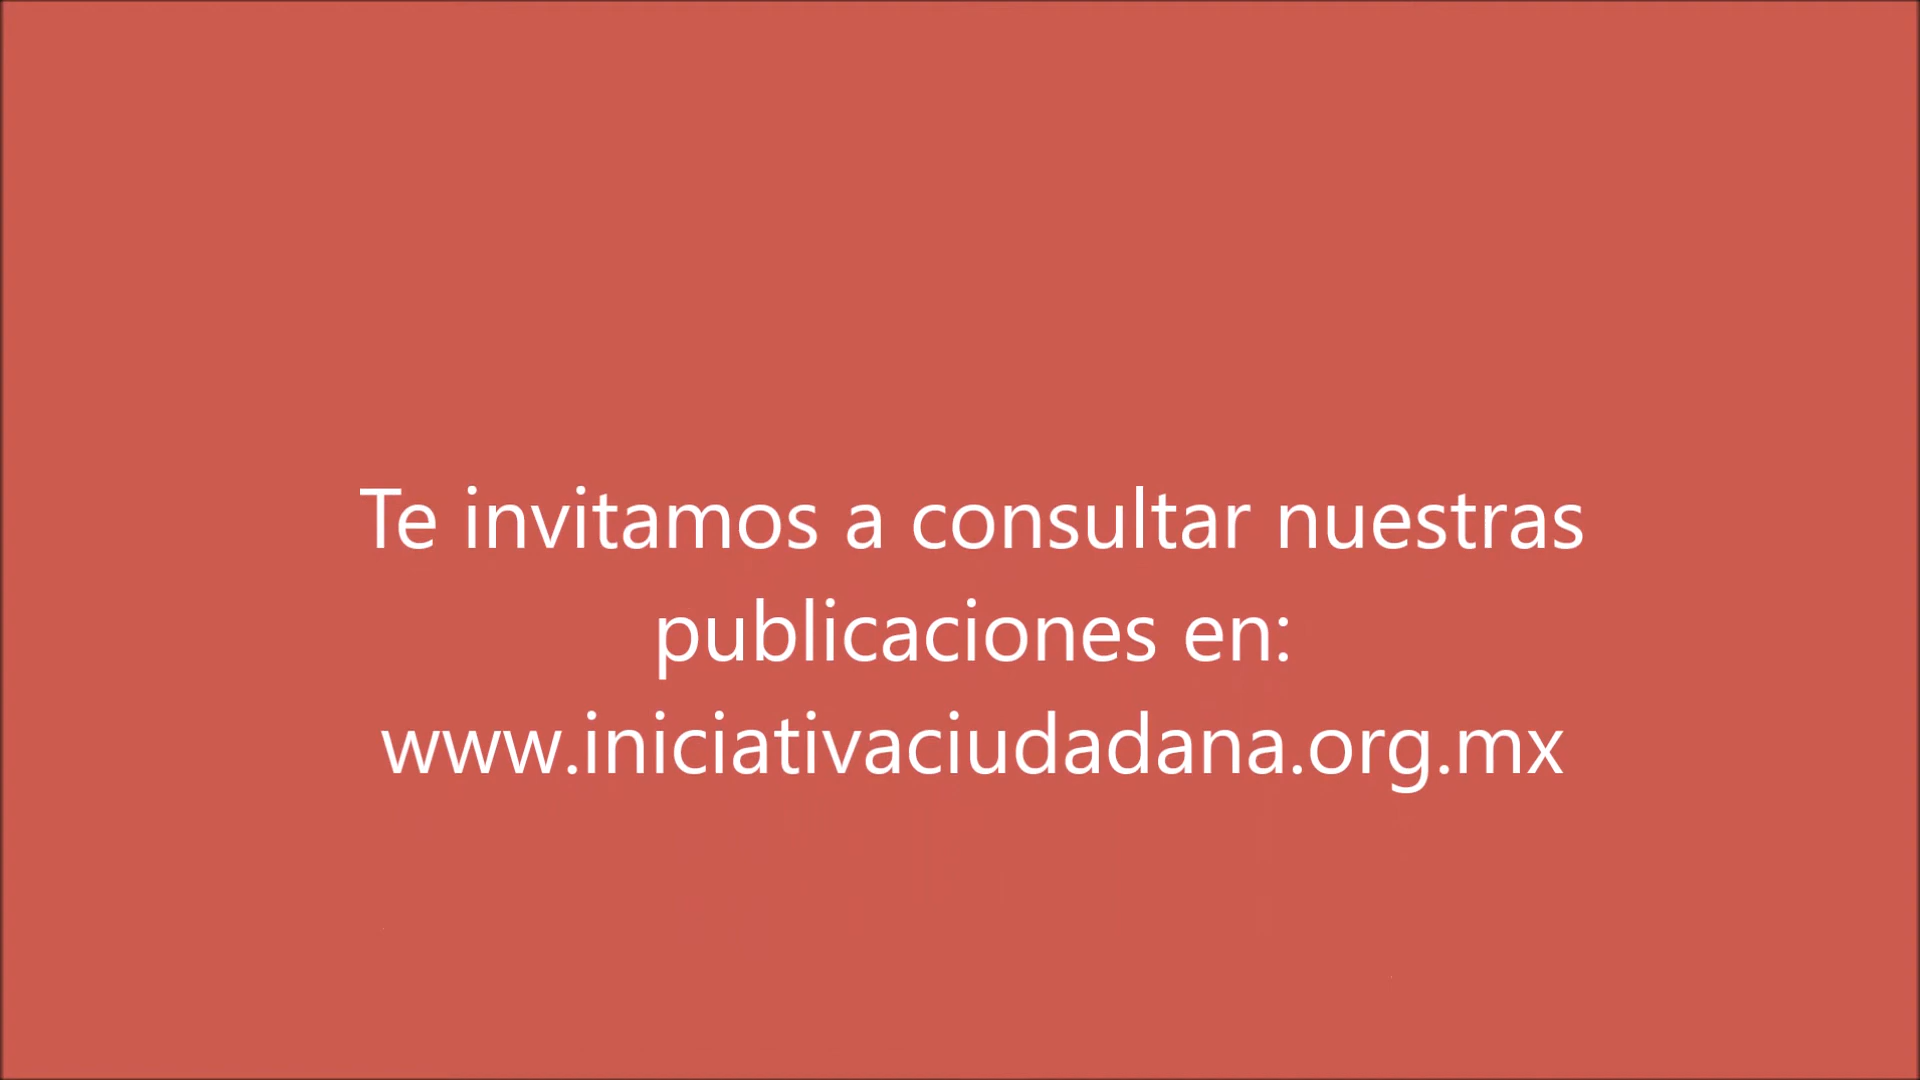 Te invitamos a consultar nuestras
publicaciones en:
www.iniciativaciudadana.org.mx